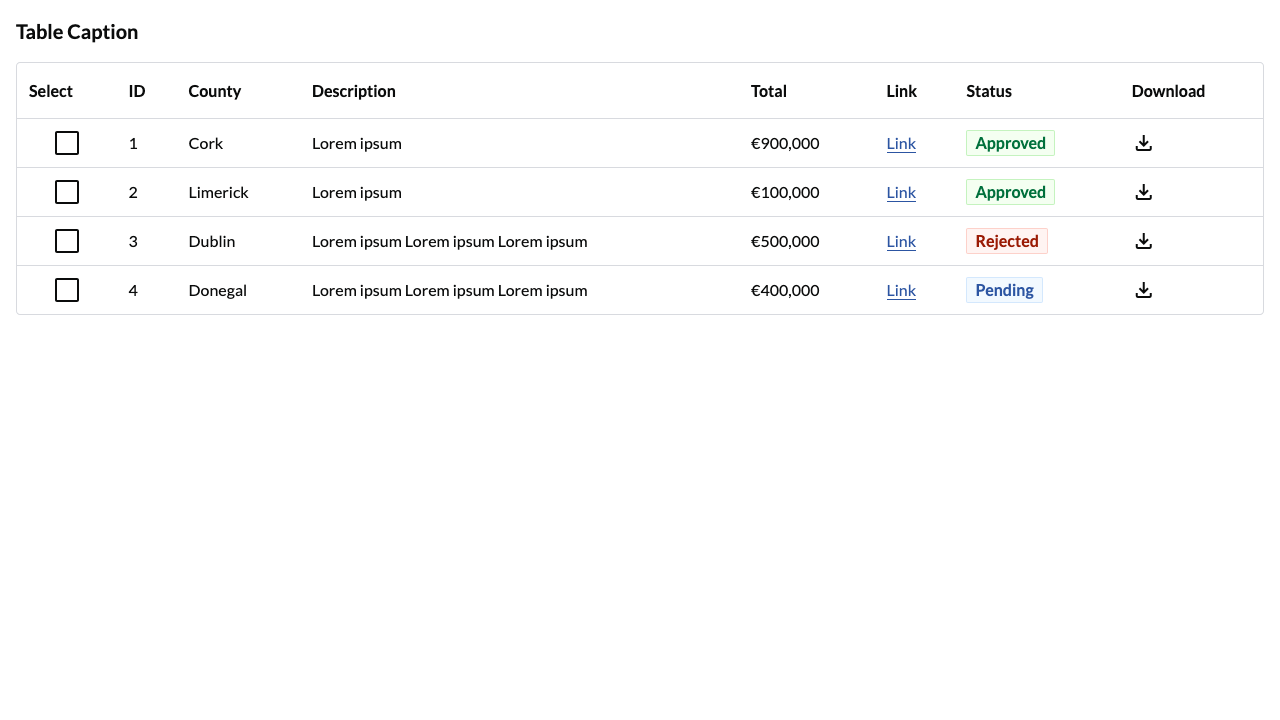 Table Caption
Select ID County Description Total Link Status Download
1 Cork Lorem ipsum €900,000 Link Approved
2 Limerick Lorem ipsum €100,000 Link Approved
3 Dublin Lorem ipsum Lorem ipsum Lorem ipsum €500,000 Link Rejected
4 Donegal Lorem ipsum Lorem ipsum Lorem ipsum €400,000 Link Pending